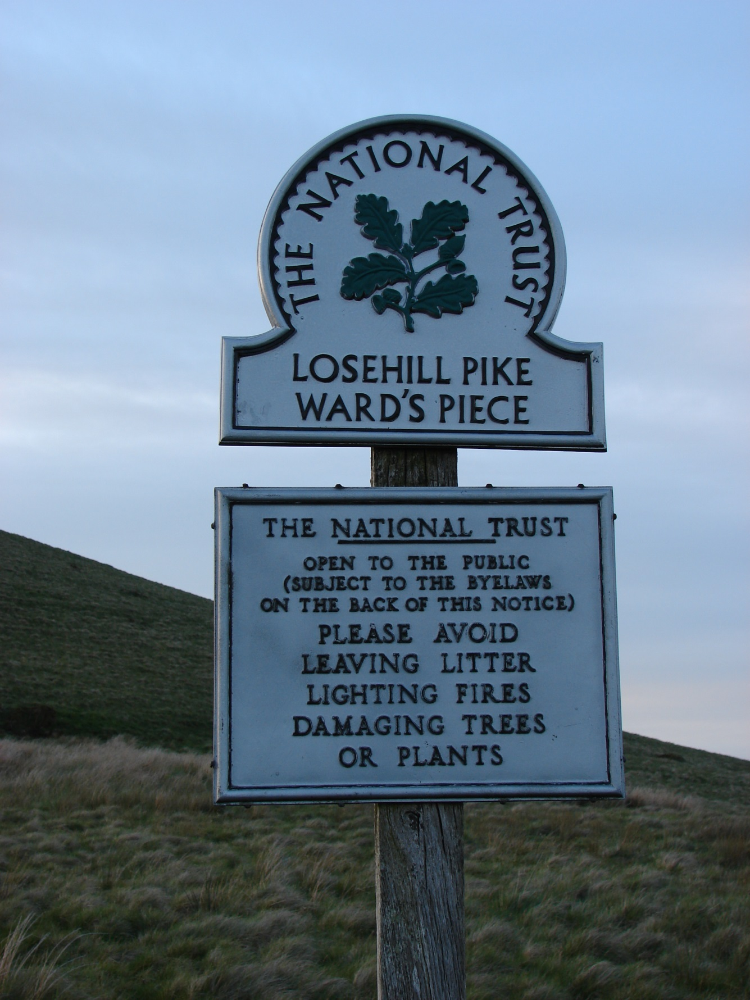 THE NATIONAL TRUST
LOSEHILL PIKE
WARD'S PIECE
THE NATIONAL TRUST
OPEN TO THE PUBLIC
(SUBJECT TO THE BYELAWS
ON THE BACK OF THIS NOTICE)
PLEASE AVOID
LEAVING LITTER
LIGHTING FIRES
DAMAGING TREES
OR PLANTS